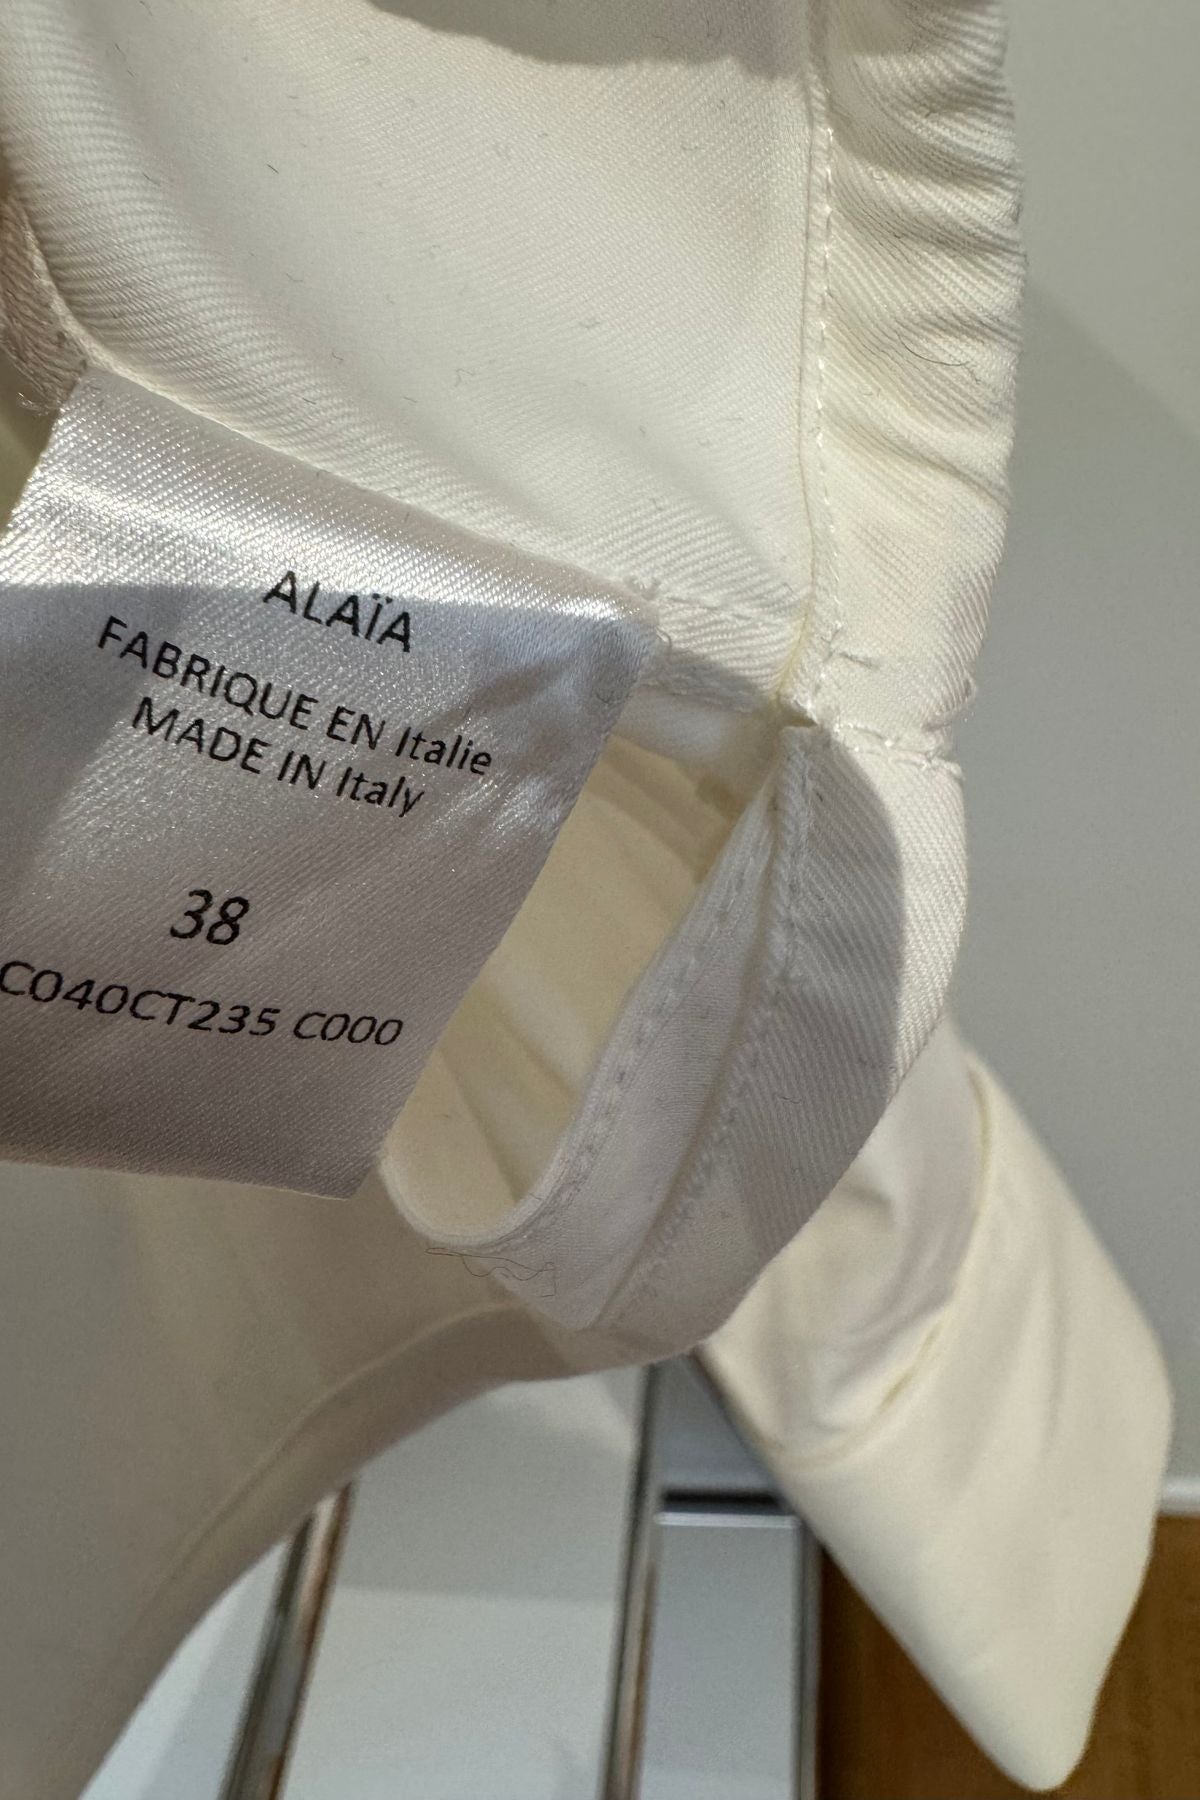 ALAÏA
FABRIQUE EN Italie
MADE IN Italy
38
C040CT235 C000